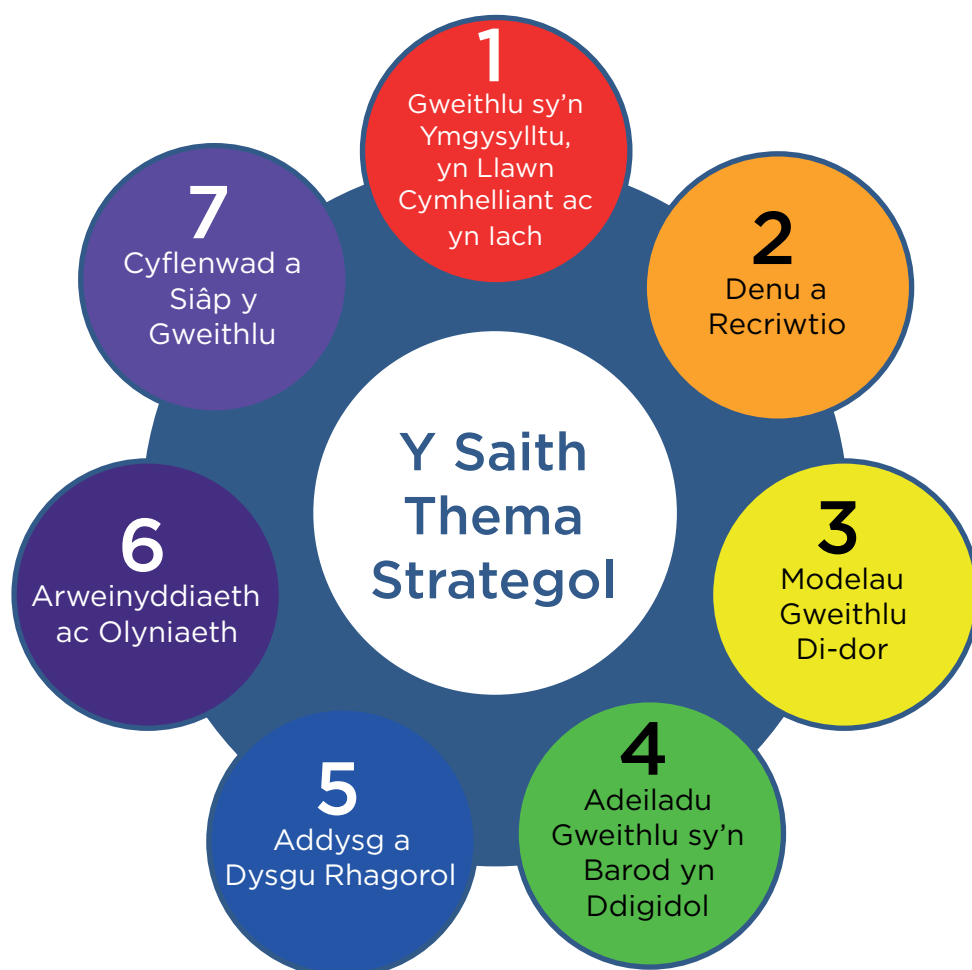 Y Saith
Thema
Strategol
1
Gweithlu sy’n
Ymgysylltu,
yn Llawn
Cymhelliant ac
yn Iach
2
Denu a
Recriwtio
3
Modelau
Gweithlu
Di-dor
4
Adeiladu
Gweithlu sy’n
Barod yn
Ddigidol
5
Addysg a
Dysgu Rhagorol
6
Arweinyddiaeth
ac Olyniaeth
7
Cyflenwad a
Siâp y
Gweithlu